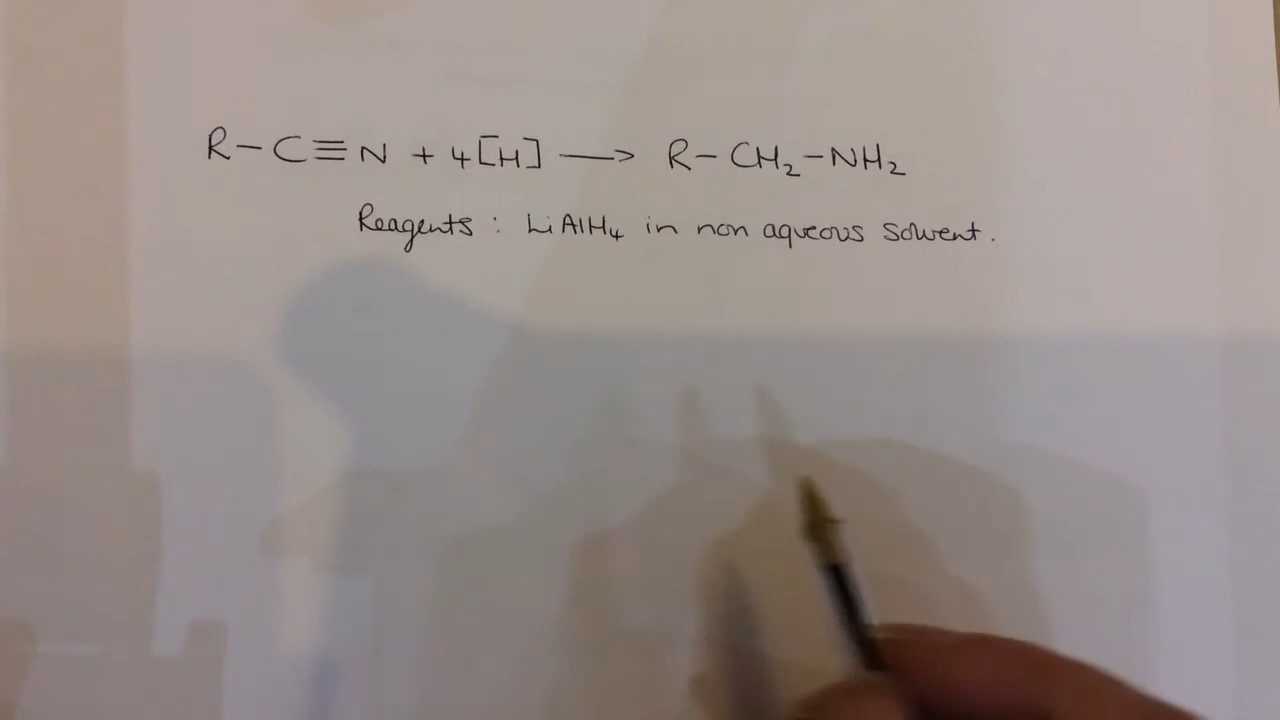 R-C≡N + 4[H] ⟶ R-CH₂-NH₂
Reagents : LiAlH₄ in non aqueous solvent.